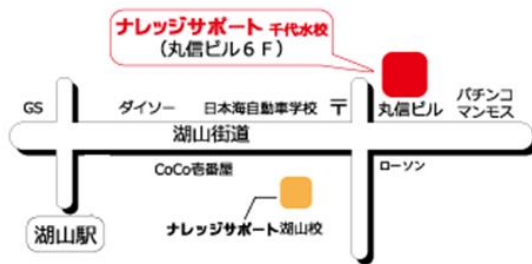 ナレッジサポート 千代水校
(丸信ビル6F)
GS
ダイソー
日本海自動車学校
〒
丸信ビル
パチンコ
マンモス
湖山街道
CoCo壱番屋
ローソン
ナレッジサポート湖山校
湖山駅